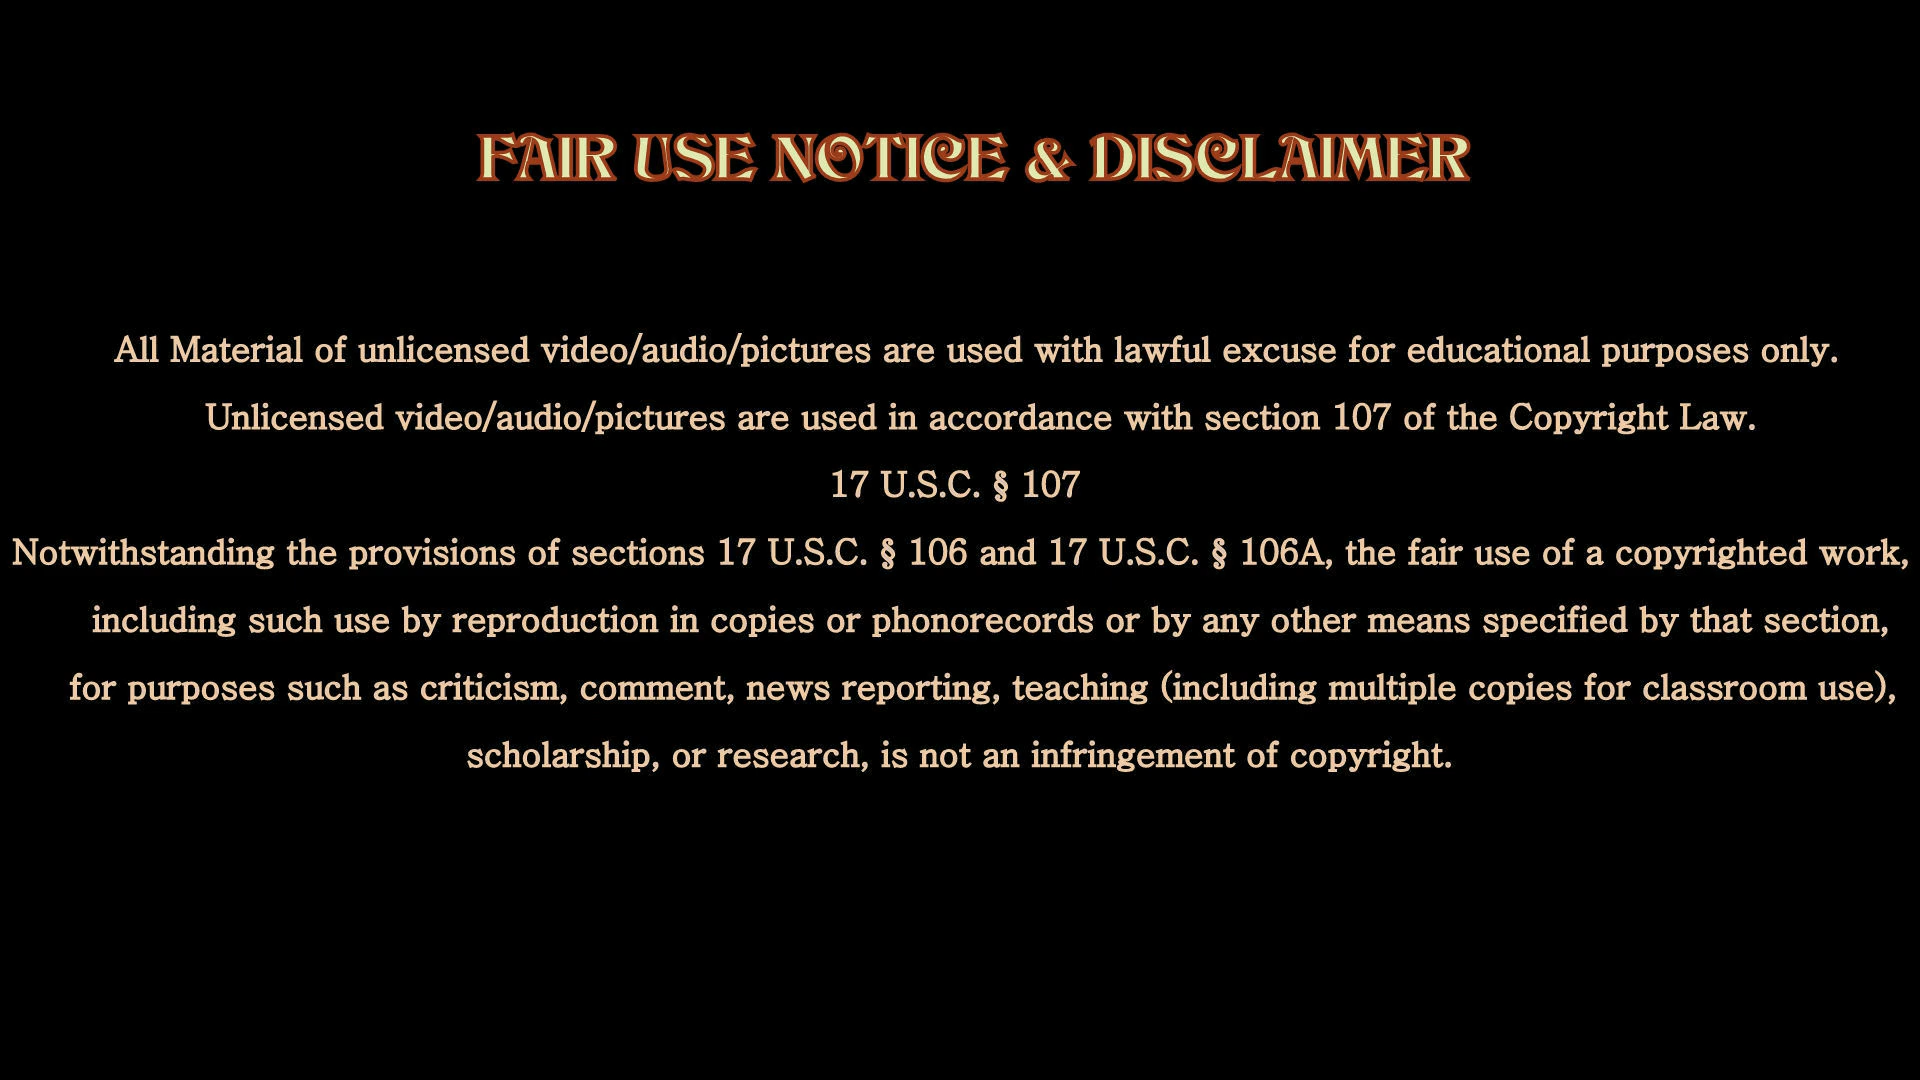 FAIR USE NOTICE & DISCLAIMER
All Material of unlicensed video/audio/pictures are used with lawful excuse for educational purposes only.
Unlicensed video/audio/pictures are used in accordance with section 107 of the Copyright Law.
17 U.S.C. § 107
Notwithstanding the provisions of sections 17 U.S.C. § 106 and 17 U.S.C. § 106A, the fair use of a copyrighted work,
including such use by reproduction in copies or phonorecords or by any other means specified by that section,
for purposes such as criticism, comment, news reporting, teaching (including multiple copies for classroom use),
scholarship, or research, is not an infringement of copyright.